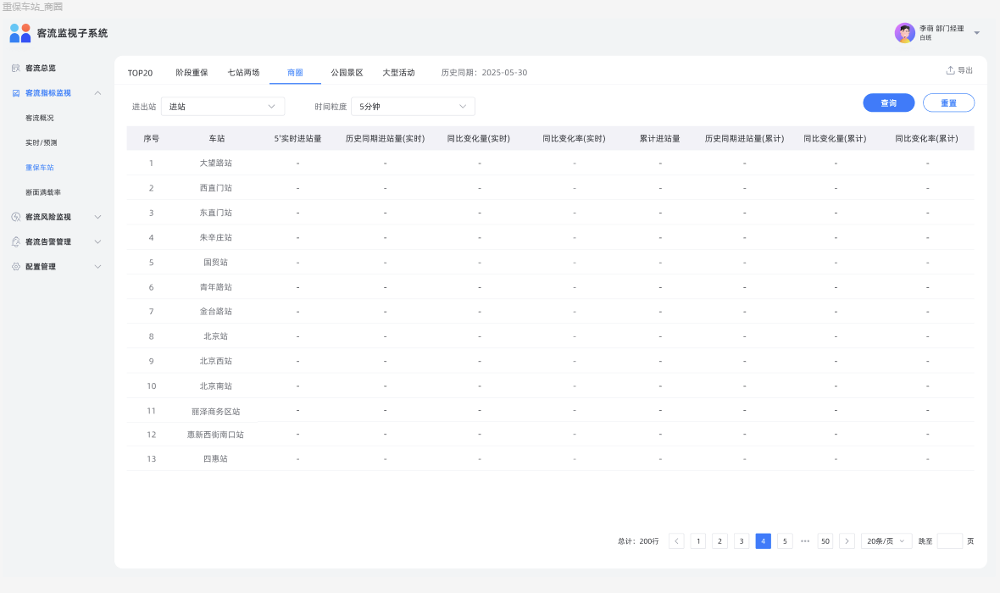 重保车站_商圈
客流监视子系统
李萌 部门经理
白班
客流总览
客流指标监视
客流概况
实时/预测
重保车站
断面满载率
客流风险监视
客流告警管理
配置管理
TOP20 阶段重保 七站两场 商圈 公园景区 大型活动 历史同期：2025-05-30 导出
进出站 进站 时间粒度 5分钟 查询 重置
序号 车站 5'实时进站量 历史同期进站量(实时) 同比变化量(实时) 同比变化率(实时) 累计进站量 历史同期进站量(累计) 同比变化量(累计) 同比变化率(累计)
1 大望路站 - - - - - - - -
2 西直门站 - - - - - - - -
3 东直门站 - - - - - - - -
4 朱辛庄站 - - - - - - - -
5 国贸站 - - - - - - - -
6 青年路站 - - - - - - - -
7 金台路站 - - - - - - - -
8 北京站 - - - - - - - -
9 北京西站 - - - - - - - -
10 北京南站 - - - - - - - -
11 丽泽商务区站 - - - - - - - -
12 惠新西街南口站 - - - - - - - -
13 四惠站 - - - - - - - -
总计：200行 < 1 2 3 4 5 ••• 50 > 20条/页 跳至 页